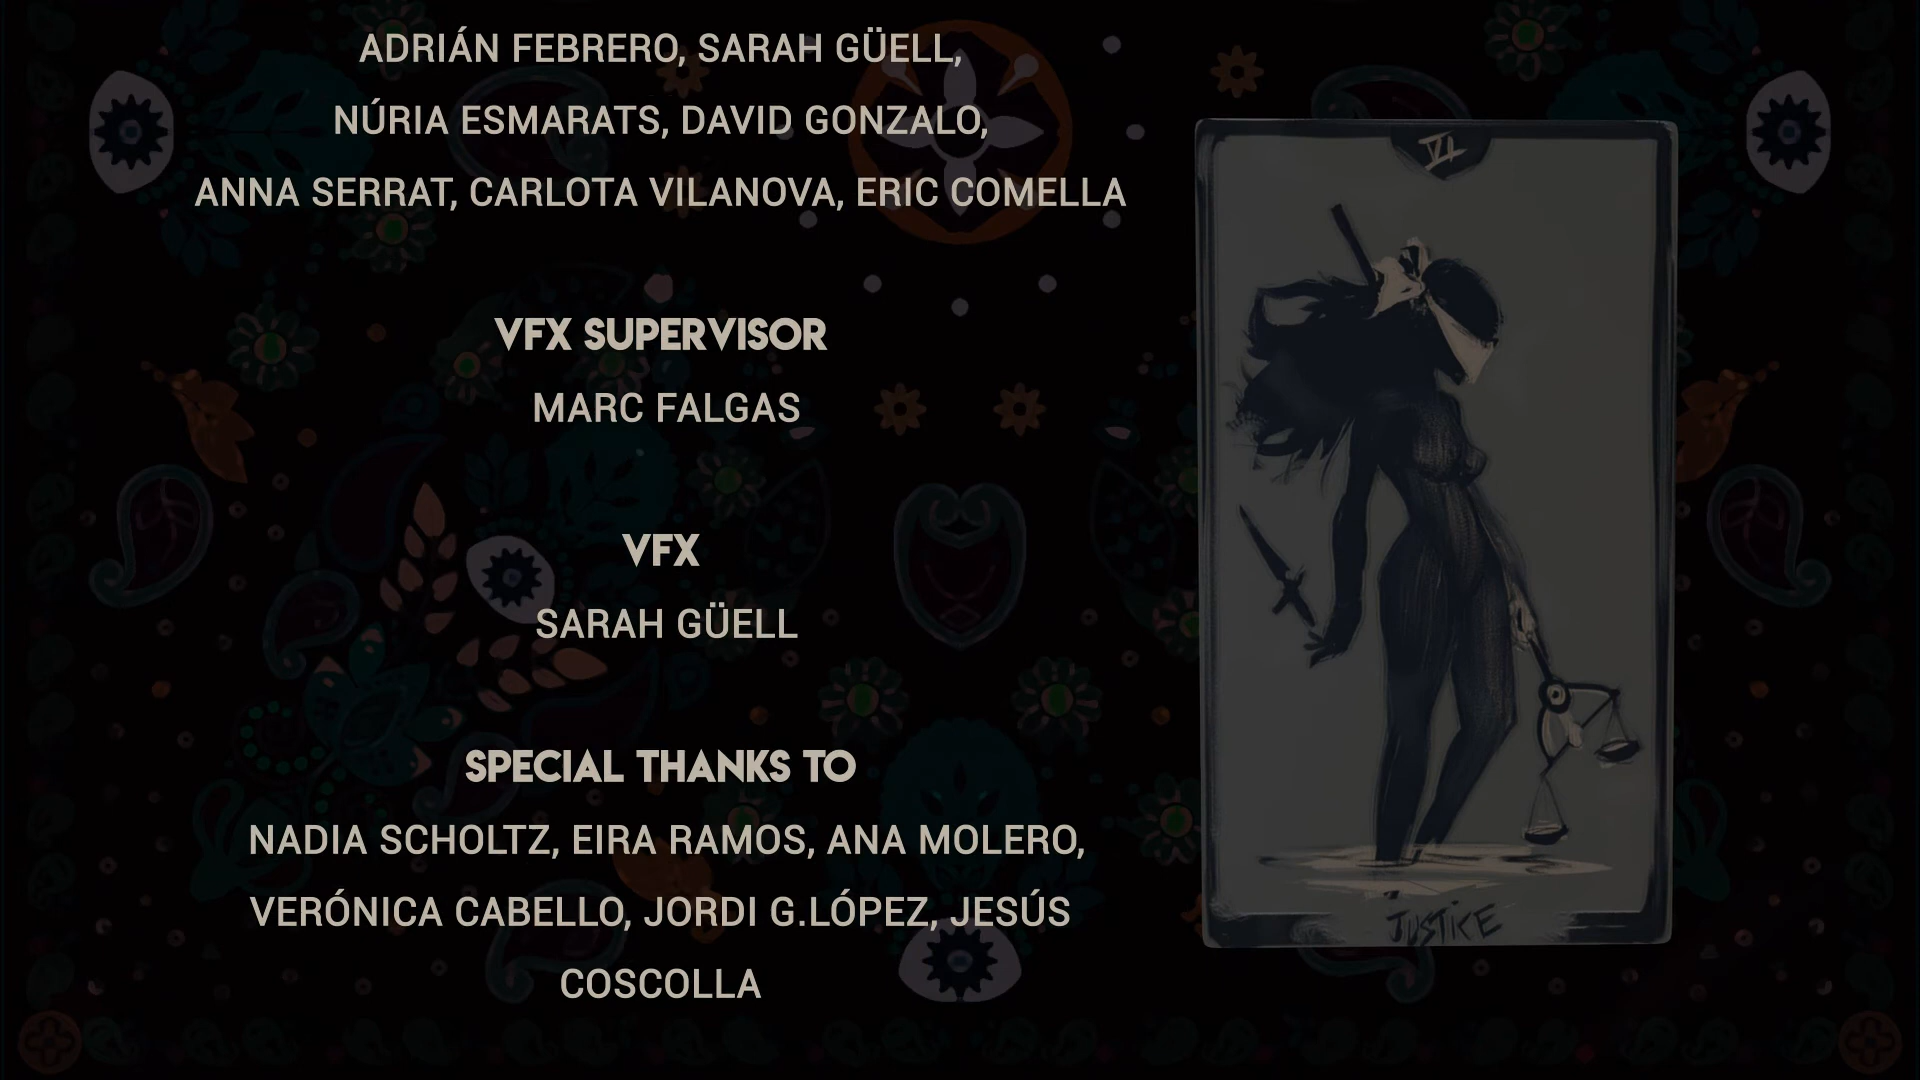 ADRIÁN FEBRERO, SARAH GÜELL,
NÚRIA ESMARATS, DAVID GONZALO,
ANNA SERRAT, CARLOTA VILANOVA, ERIC COMELLA
VFX SUPERVISOR
MARC FALGAS
VFX
SARAH GÜELL
SPECIAL THANKS TO
NADIA SCHOLTZ, EIRA RAMOS, ANA MOLERO,
VERÓNICA CABELLO, JORDI G.LÓPEZ, JESÚS
COSCOLLA
VI
JUSTICE